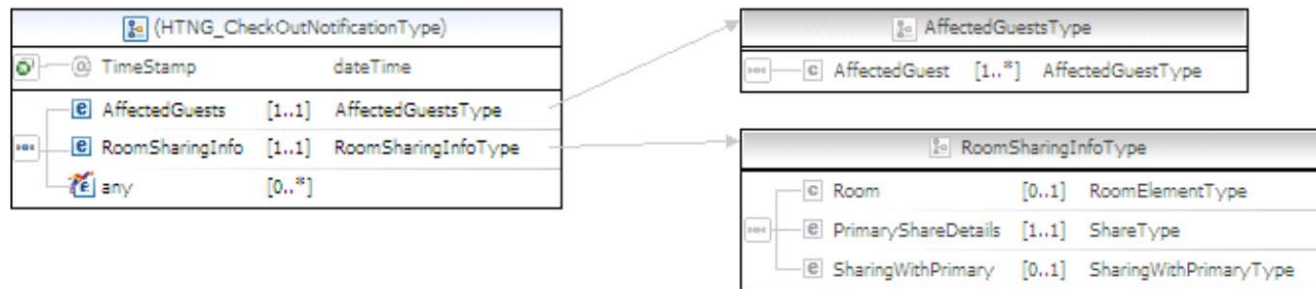 (HTNG_CheckOutNotificationType)
@ TimeStamp dateTime
e AffectedGuests [1..1] AffectedGuestsType
e RoomSharingInfo [1..1] RoomSharingInfoType
e any [0..*]
AffectedGuestsType
c AffectedGuest [1..*] AffectedGuestType
RoomSharingInfoType
c Room [0..1] RoomElementType
e PrimaryShareDetails [1..1] ShareType
e SharingWithPrimary [0..1] SharingWithPrimaryType